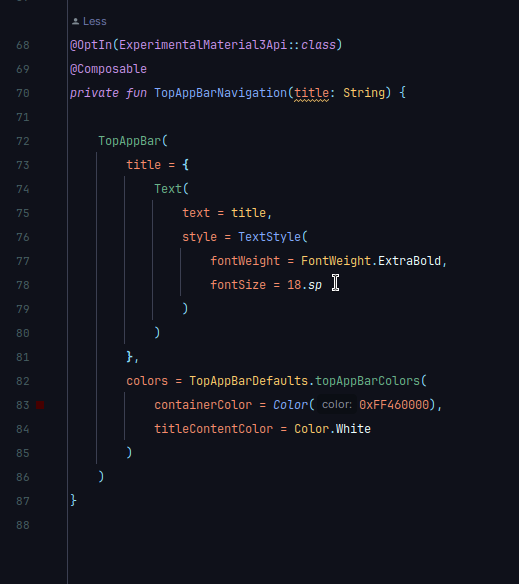 Less
68 @OptIn(ExperimentalMaterial3Api::class)
69 @Composable
70 private fun TopAppBarNavigation(title: String) {
71
72     TopAppBar(
73         title = {
74             Text(
75                 text = title,
76                 style = TextStyle(
77                     fontWeight = FontWeight.ExtraBold,
78                     fontSize = 18.sp
79                 )
80             )
81         },
82         colors = TopAppBarDefaults.topAppBarColors(
83             containerColor = Color( color: 0xFF460000),
84             titleContentColor = Color.White
85         )
86     )
87 }
88